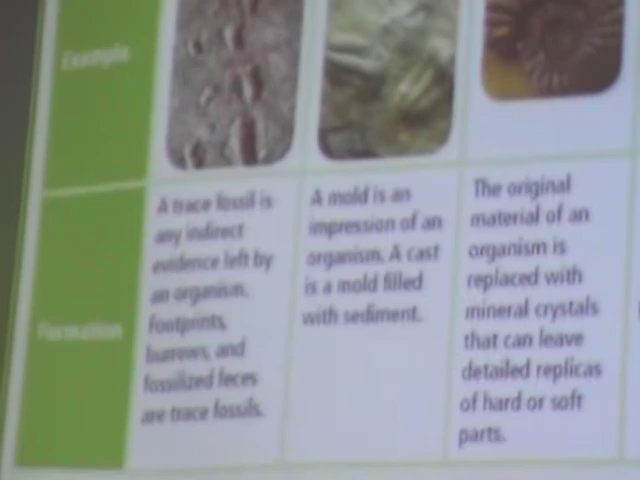 Example
Formation
A trace fossil is
any indirect
evidence left by
an organism.
Footprints,
burrows, and
fossilized feces
are trace fossils.
A mold is an
impression of an
organism. A cast
is a mold filled
with sediment.
The original
material of an
organism is
replaced with
mineral crystals
that can leave
detailed replicas
of hard or soft
parts.